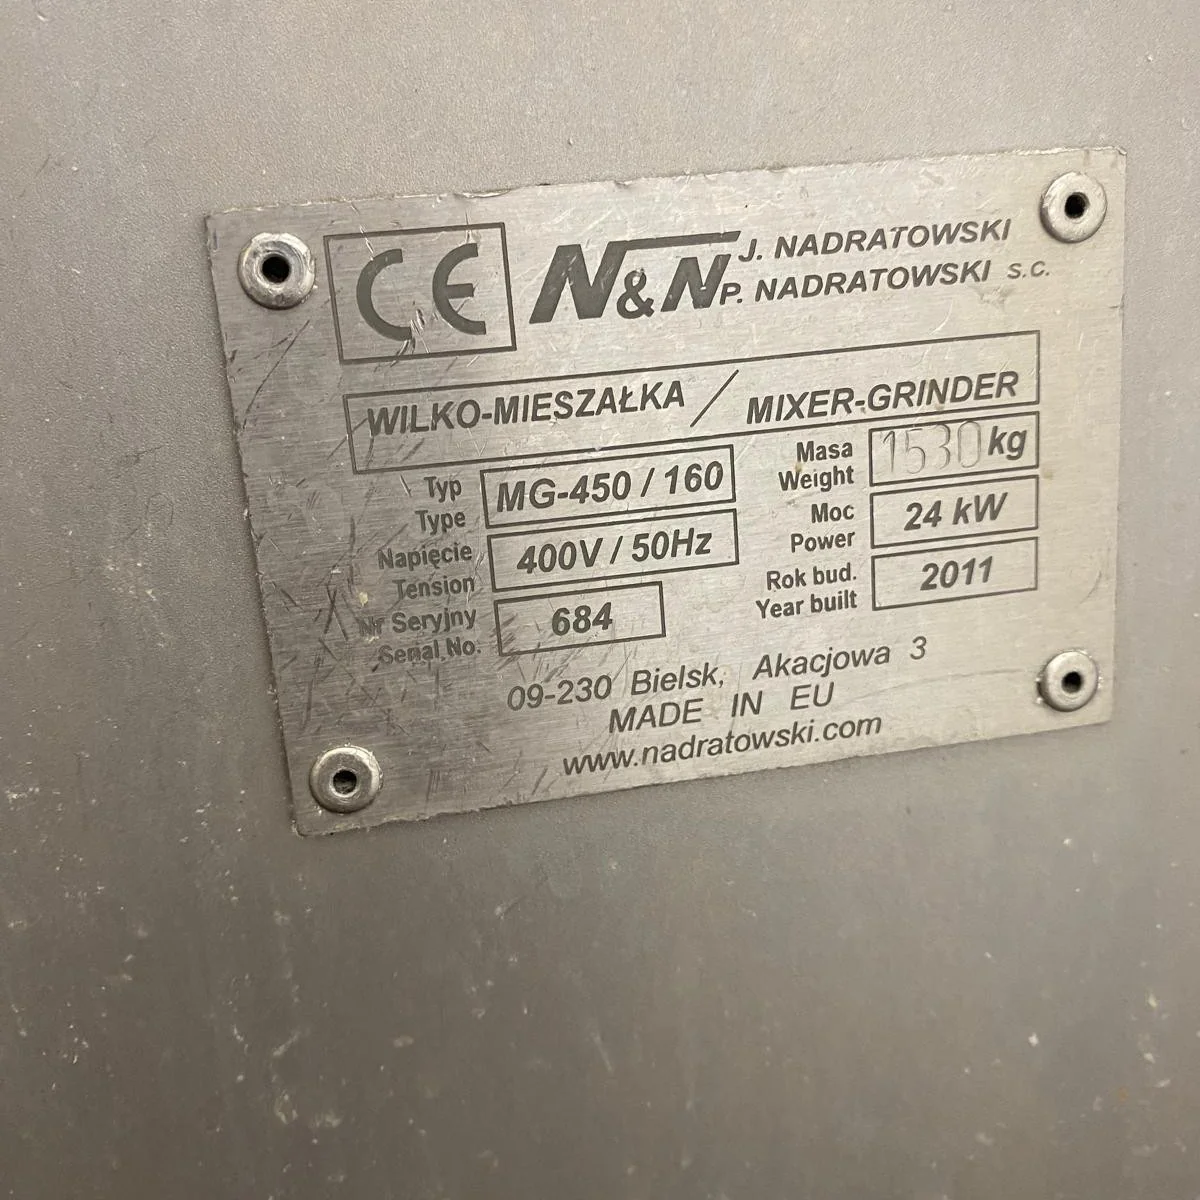 CE N&N J. NADRATOWSKI
P. NADRATOWSKI s.c.
WILKO-MIESZAŁKA / MIXER-GRINDER
Typ
Type
MG-450 / 160
Masa
Weight
1530 kg
Napięcie
Tension
400V / 50Hz
Moc
Power
24 kW
Nr Seryjny
Serial No.
684
Rok bud.
Year built
2011
09-230 Bielsk, Akacjowa 3
MADE IN EU
www.nadratowski.com